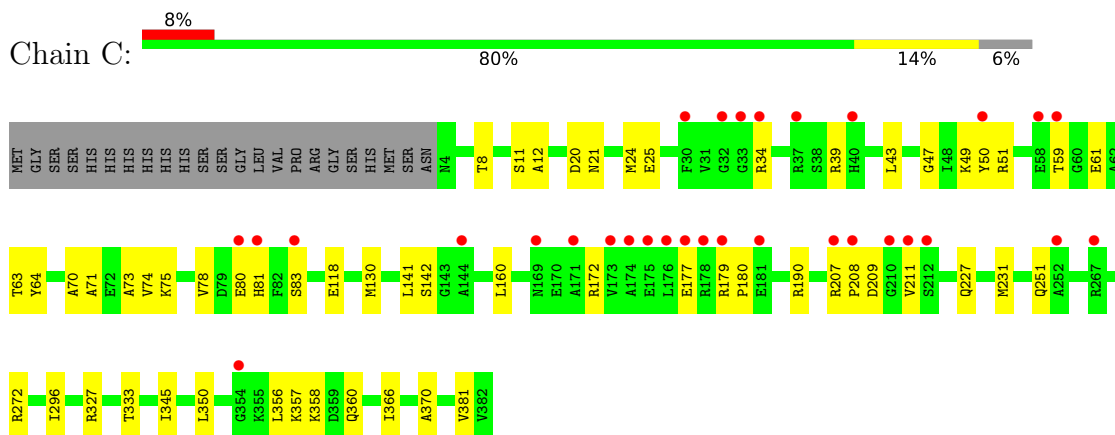 8%
Chain C:
80% 14% 6%
MET GLY SER SER HIS HIS HIS HIS HIS HIS SER SER GLY LEU VAL PRO ARG GLY SER HIS MET SER ASN N4 T8 S11 A12 D20 N21 M24 E25 F30 V31 G32 G33 R34 R37 S38 R39 H40 L43 G47 I48 K49 Y50 R51 E58 T59 G60 E61 A62
T63 Y64 A70 A71 E72 A73 V74 K75 V78 D79 E80 H81 F82 S83 E118 M130 L141 S142 G143 A144 L160 N169 E170 A171 R172 V173 A174 E175 L176 E177 R178 R179 P180 E181 R190 R207 P208 D209 G210 V211 S212 Q227 M231 Q251 A252 R267
R272 I296 R327 T333 I345 L350 G354 K355 L356 K357 K358 D359 Q360 I366 A370 V381 V382